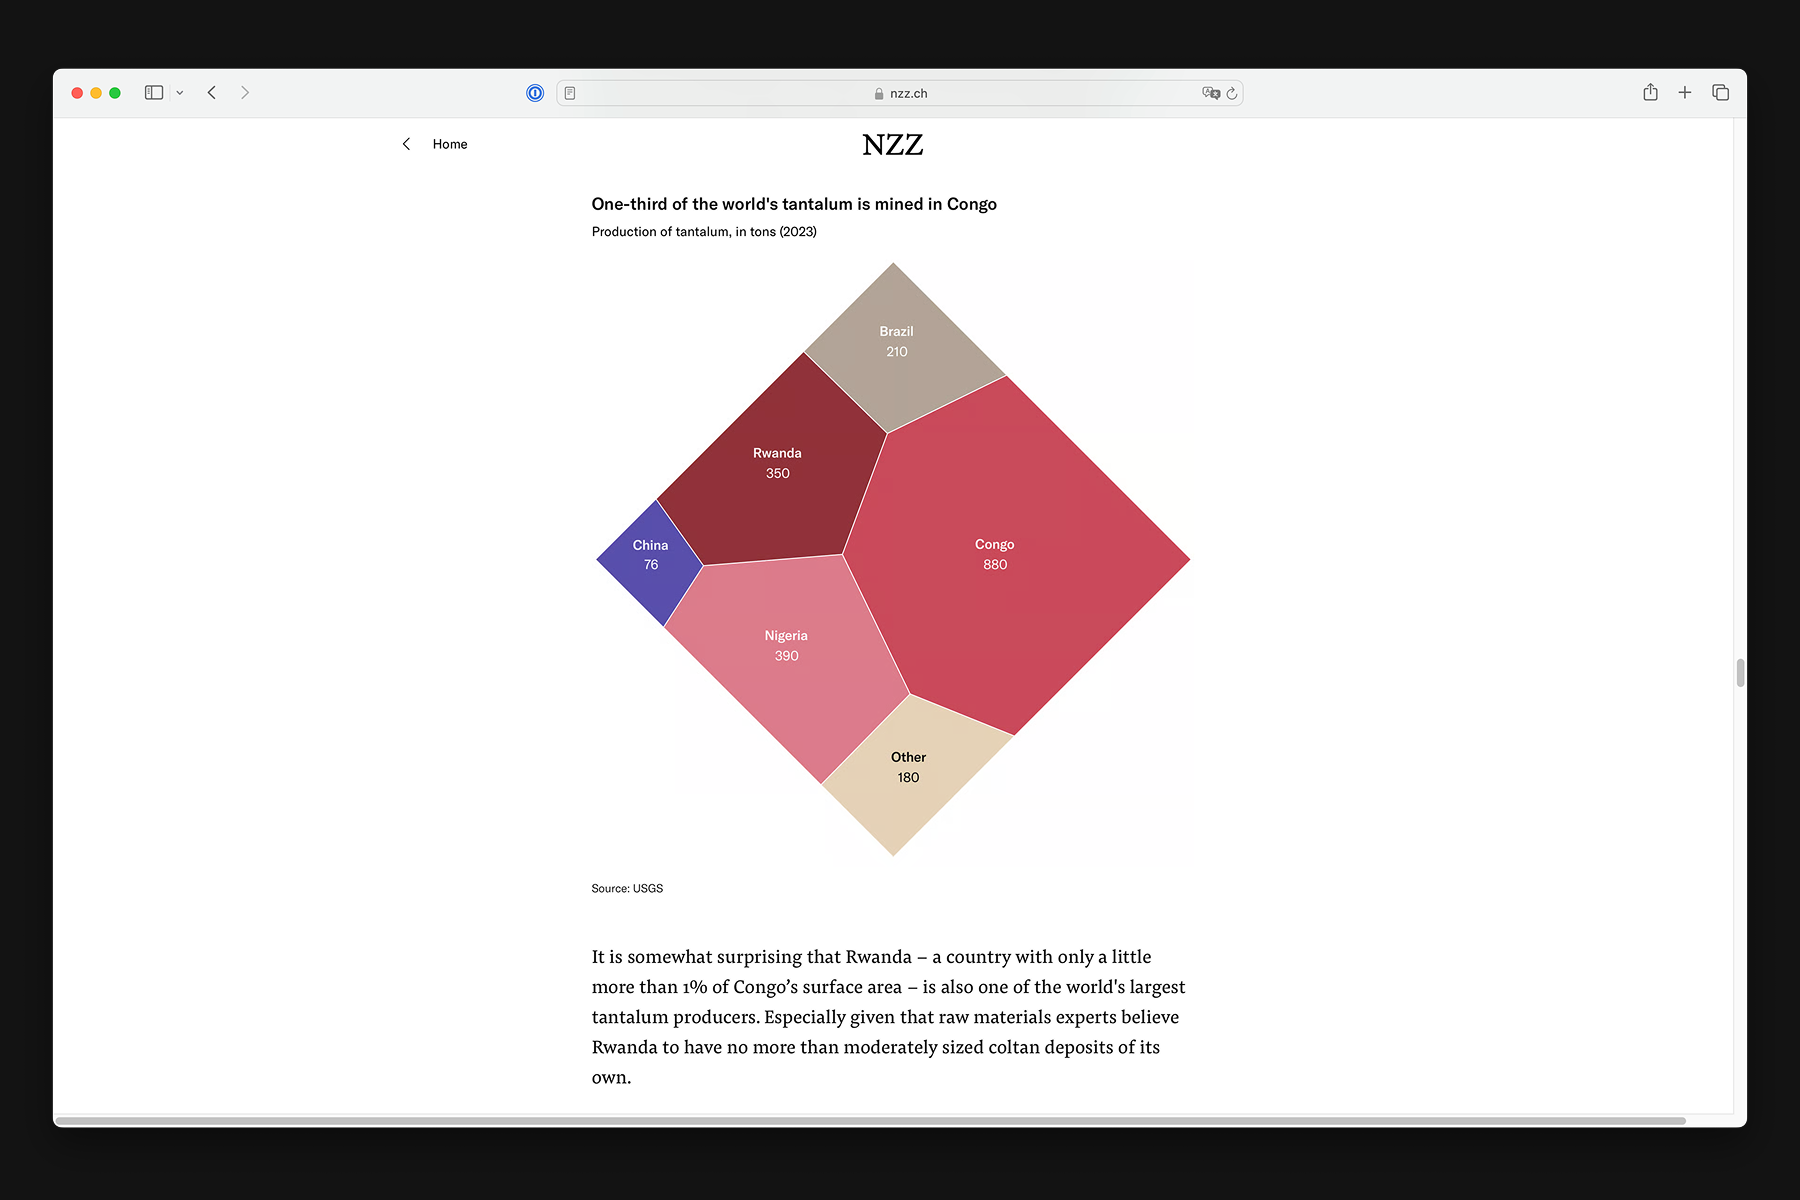 nzz.ch
Home
NZZ
One-third of the world's tantalum is mined in Congo
Production of tantalum, in tons (2023)
Brazil
210
Rwanda
350
China
76
Congo
880
Nigeria
390
Other
180
Source: USGS
It is somewhat surprising that Rwanda – a country with only a little
more than 1% of Congo’s surface area – is also one of the world's largest
tantalum producers. Especially given that raw materials experts believe
Rwanda to have no more than moderately sized coltan deposits of its
own.